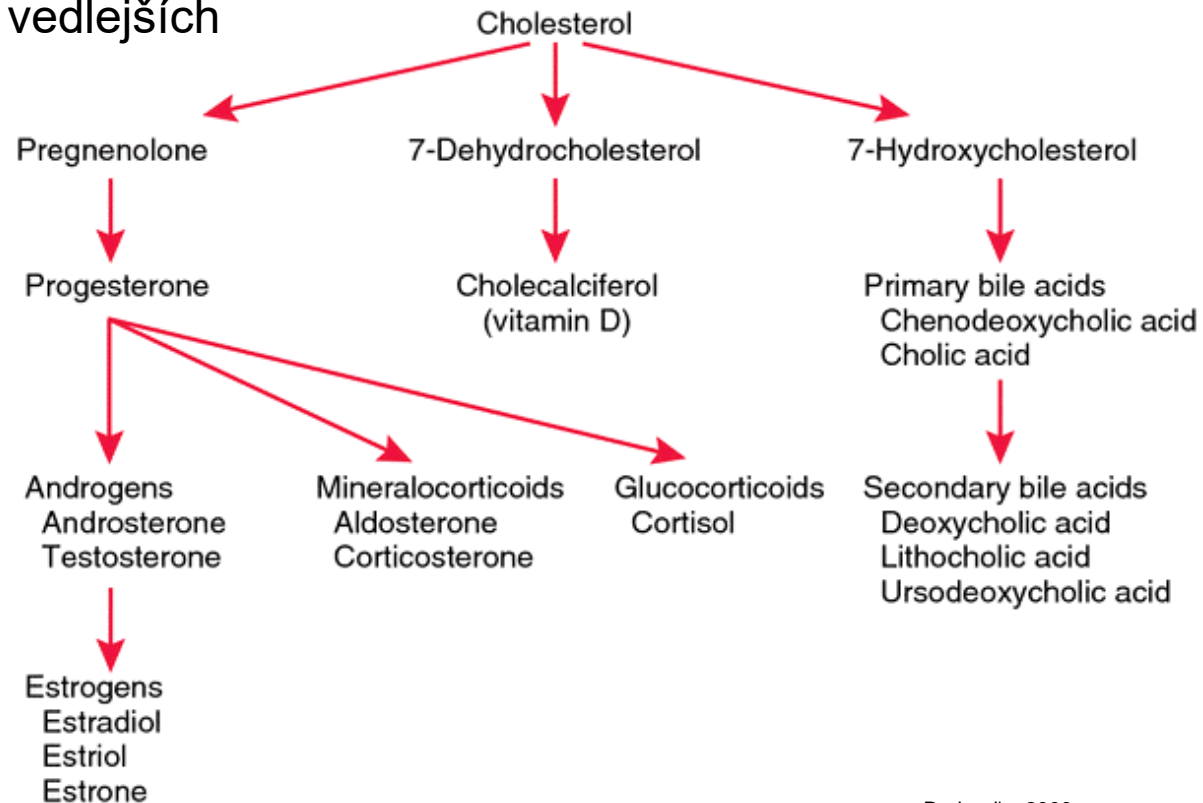 vedlejších
Cholesterol
Pregnenolone
7-Dehydrocholesterol
7-Hydroxycholesterol
Progesterone
Cholecalciferol
(vitamin D)
Primary bile acids
Chenodeoxycholic acid
Cholic acid
Androgens
Androsterone
Testosterone
Mineralocorticoids
Aldosterone
Corticosterone
Glucocorticoids
Cortisol
Secondary bile acids
Deoxycholic acid
Lithocholic acid
Ursodeoxycholic acid
Estrogens
Estradiol
Estriol
Estrone